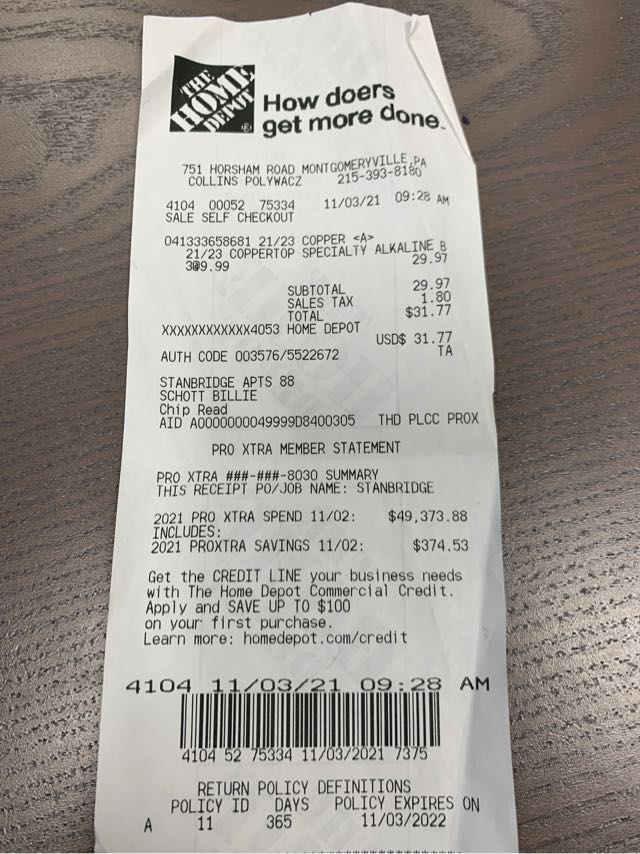 THE
HOME
DEPOT
®
How doers
get more done.
751 HORSHAM ROAD MONTGOMERYVILLE,PA
COLLINS POLYWACZ 215-393-8180
4104 00052 75334 11/03/21 09:28 AM
SALE SELF CHECKOUT
041333658681 21/23 COPPER <A>
21/23 COPPERTOP SPECIALTY ALKALINE B
3@9.99 29.97
SUBTOTAL 29.97
SALES TAX 1.80
TOTAL $31.77
XXXXXXXXXXXX4053 HOME DEPOT
USD$ 31.77
AUTH CODE 003576/5522672 TA
STANBRIDGE APTS 88
SCHOTT BILLIE
Chip Read
AID A0000000049999D8400305 THD PLCC PROX
PRO XTRA MEMBER STATEMENT
PRO XTRA ###-###-8030 SUMMARY
THIS RECEIPT PO/JOB NAME: STANBRIDGE
2021 PRO XTRA SPEND 11/02: $49,373.88
INCLUDES:
2021 PROXTRA SAVINGS 11/02: $374.53
Get the CREDIT LINE your business needs
with The Home Depot Commercial Credit.
Apply and SAVE UP TO $100
on your first purchase.
Learn more: homedepot.com/credit
4104 11/03/21 09:28 AM
4104 52 75334 11/03/2021 7375
RETURN POLICY DEFINITIONS
POLICY ID DAYS POLICY EXPIRES ON
A 11 365 11/03/2022